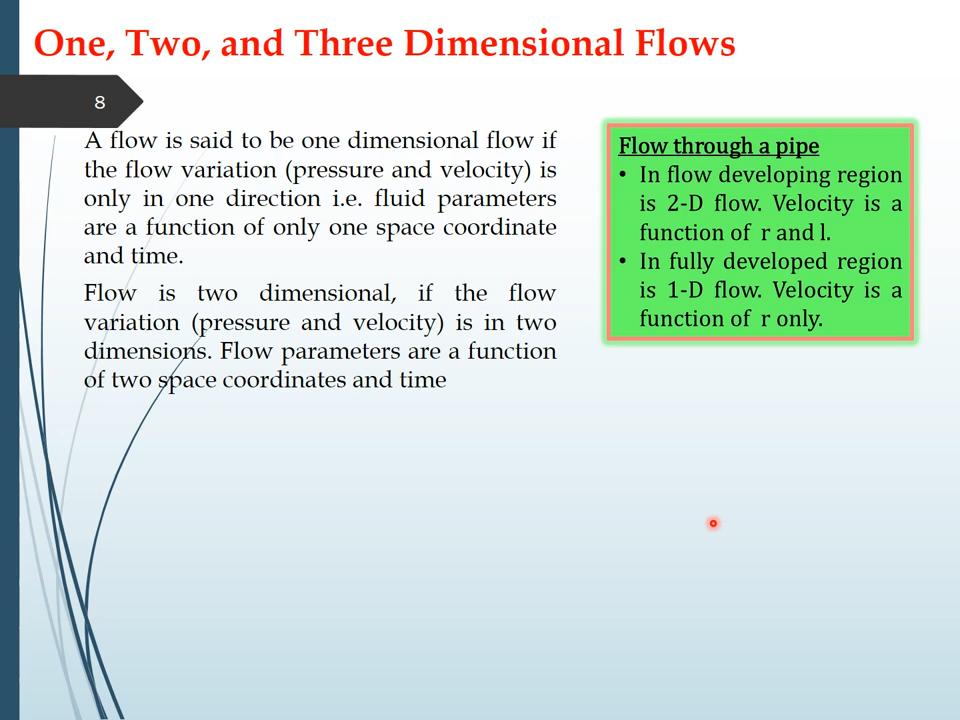 One, Two, and Three Dimensional Flows
8
A flow is said to be one dimensional flow if
the flow variation (pressure and velocity) is
only in one direction i.e. fluid parameters
are a function of only one space coordinate
and time.
Flow is two dimensional, if the flow
variation (pressure and velocity) is in two
dimensions. Flow parameters are a function
of two space coordinates and time
Flow through a pipe
• In flow developing region
is 2-D flow. Velocity is a
function of r and l.
• In fully developed region
is 1-D flow. Velocity is a
function of r only.